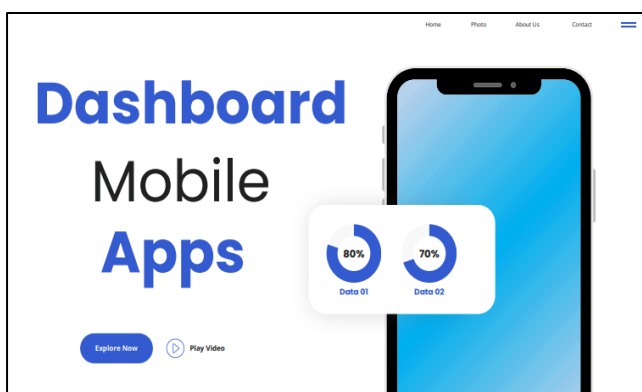 Home Photo About Us Contact
Dashboard
Mobile
Apps
80% 70%
Data 01 Data 02
Explore Now Play Video